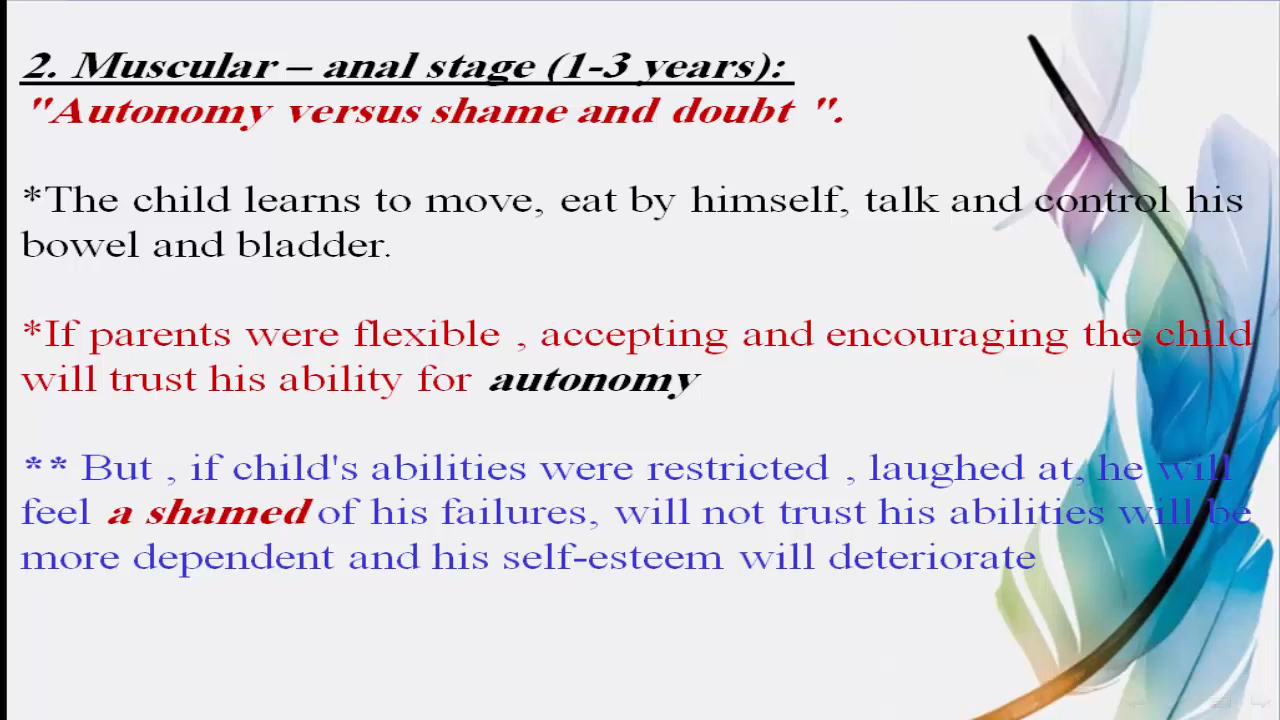 2. Muscular – anal stage (1-3 years):
"Autonomy versus shame and doubt ".
*The child learns to move, eat by himself, talk and control his
bowel and bladder.
*If parents were flexible , accepting and encouraging the child
will trust his ability for autonomy
** But , if child's abilities were restricted , laughed at, he will
feel a shamed of his failures, will not trust his abilities will be
more dependent and his self-esteem will deteriorate